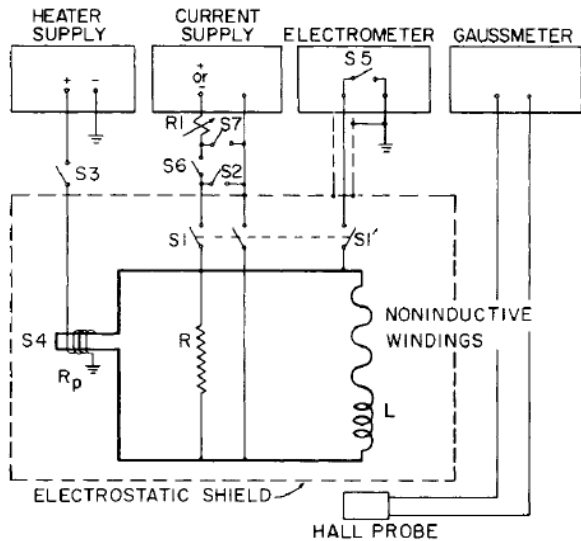 HEATER SUPPLY
CURRENT SUPPLY
ELECTROMETER
GAUSSMETER
+ -
+ or -
S5
R1
S7
S6
S2
S3
S1
S1'
S4
Rp
R
NONINDUCTIVE WINDINGS
L
ELECTROSTATIC SHIELD
HALL PROBE